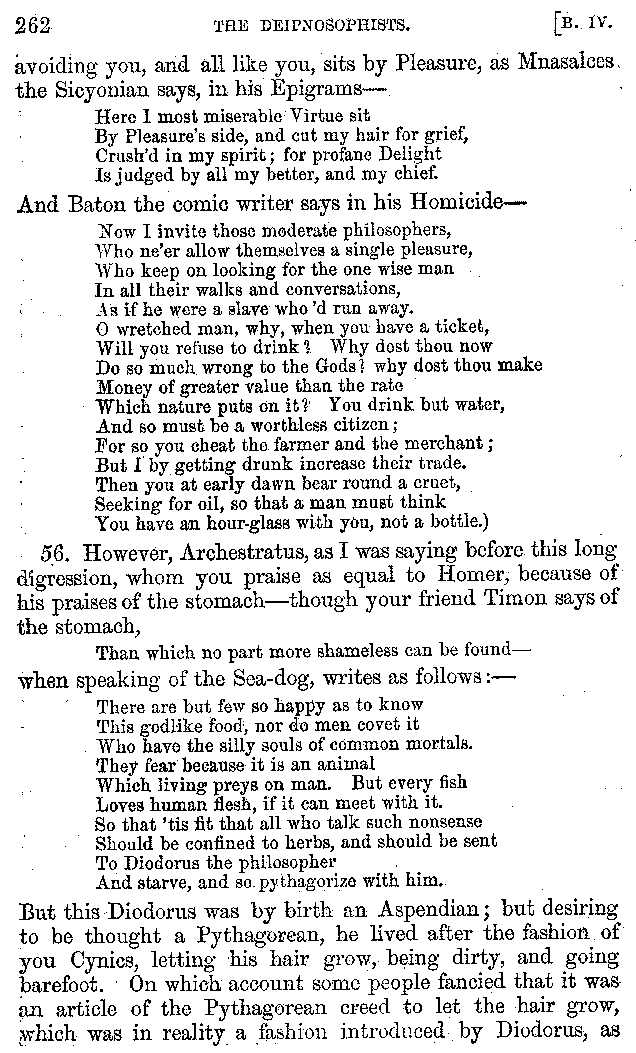 262 THE DEIPNOSOPHISTS. [B. IV.
avoiding you, and all like you, sits by Pleasure, as Mnasalces
the Sicyonian says, in his Epigrams—
Here I most miserable Virtue sit
By Pleasure's side, and cut my hair for grief,
Crush'd in my spirit; for profane Delight
Is judged by all my better, and my chief.
And Baton the comic writer says in his Homicide—
Now I invite those moderate philosophers,
Who ne'er allow themselves a single pleasure,
Who keep on looking for the one wise man
In all their walks and conversations,
As if he were a slave who 'd run away.
O wretched man, why, when you have a ticket,
Will you refuse to drink? Why dost thou now
Do so much wrong to the Gods? why dost thou make
Money of greater value than the rate
Which nature puts on it? You drink but water,
And so must be a worthless citizen;
For so you cheat the farmer and the merchant;
But I by getting drunk increase their trade.
Then you at early dawn bear round a cruet,
Seeking for oil, so that a man must think
You have an hour-glass with you, not a bottle.)
56. However, Archestratus, as I was saying before this long
digression, whom you praise as equal to Homer, because of
his praises of the stomach—though your friend Timon says of
the stomach,
Than which no part more shameless can be found—
when speaking of the Sea-dog, writes as follows:—
There are but few so happy as to know
This godlike food, nor do men covet it
Who have the silly souls of common mortals.
They fear because it is an animal
Which living preys on man. But every fish
Loves human flesh, if it can meet with it.
So that 'tis fit that all who talk such nonsense
Should be confined to herbs, and should be sent
To Diodorus the philosopher
And starve, and so pythagorize with him.
But this Diodorus was by birth an Aspendian; but desiring
to be thought a Pythagorean, he lived after the fashion of
you Cynics, letting his hair grow, being dirty, and going
barefoot. On which account some people fancied that it was
an article of the Pythagorean creed to let the hair grow,
which was in reality a fashion introduced by Diodorus, as